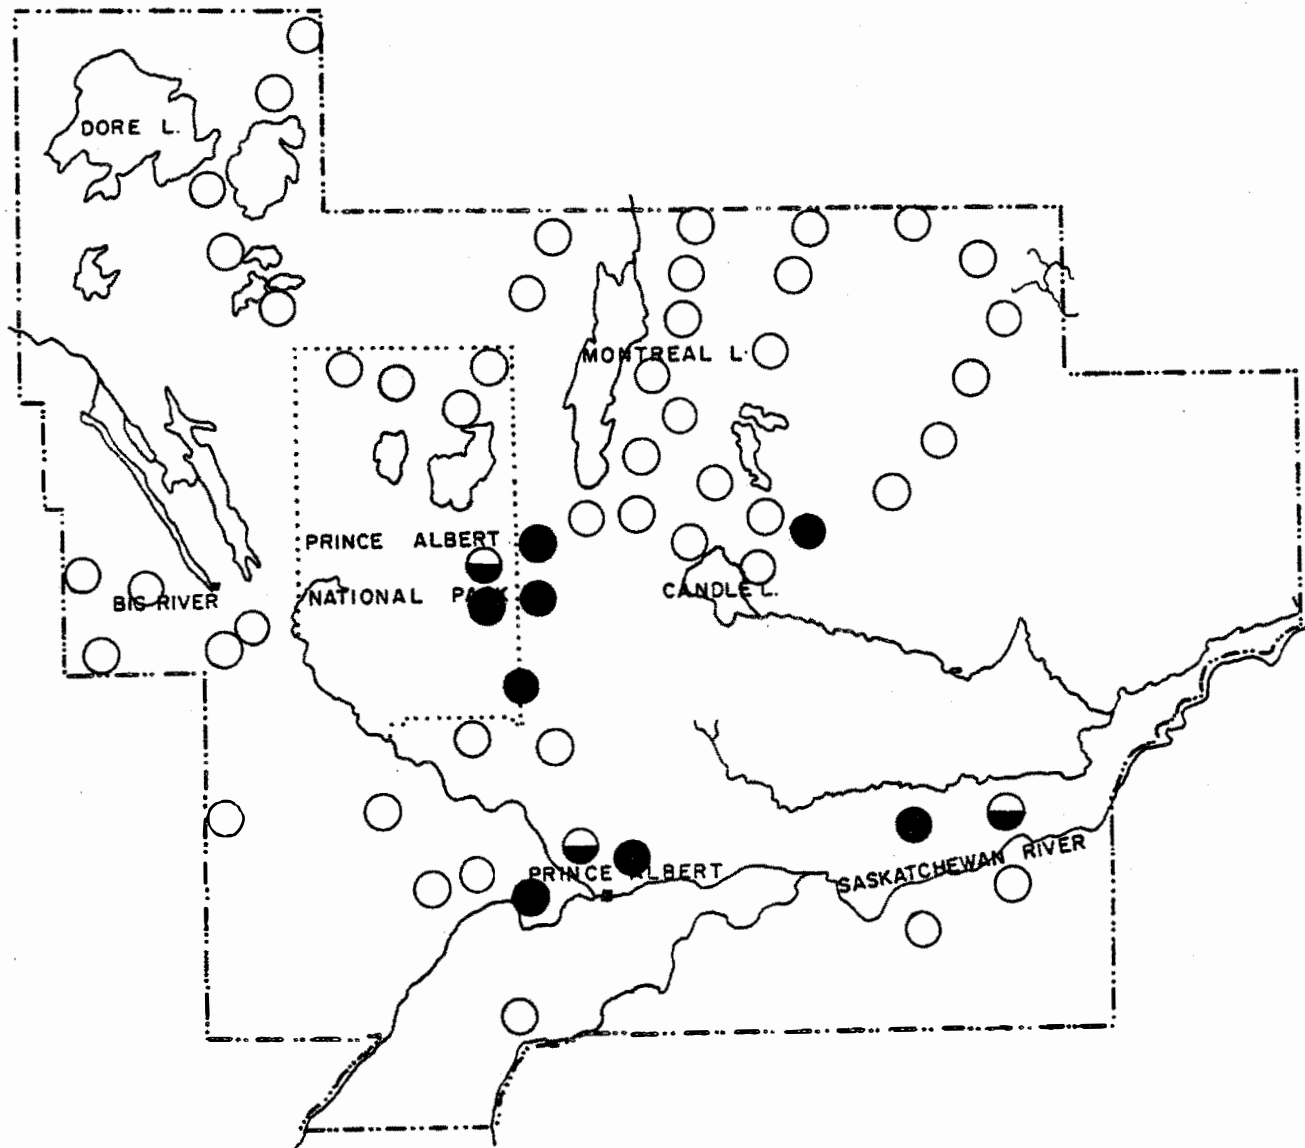 DORE L.
MONTREAL L.
PRINCE ALBERT
NATIONAL PARK
BIG RIVER
CANDLE L.
PRINCE ALBERT
SASKATCHEWAN RIVER